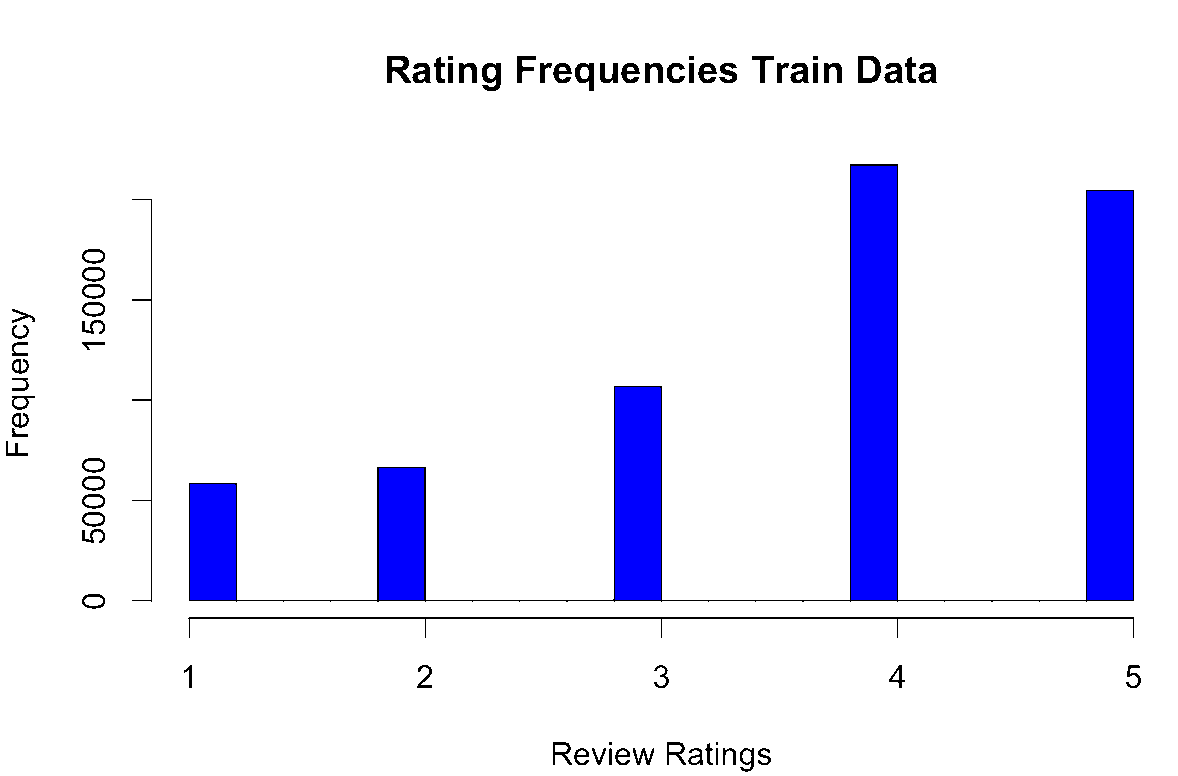 Rating Frequencies Train Data
Frequency
150000
50000
0
1 2 3 4 5
Review Ratings